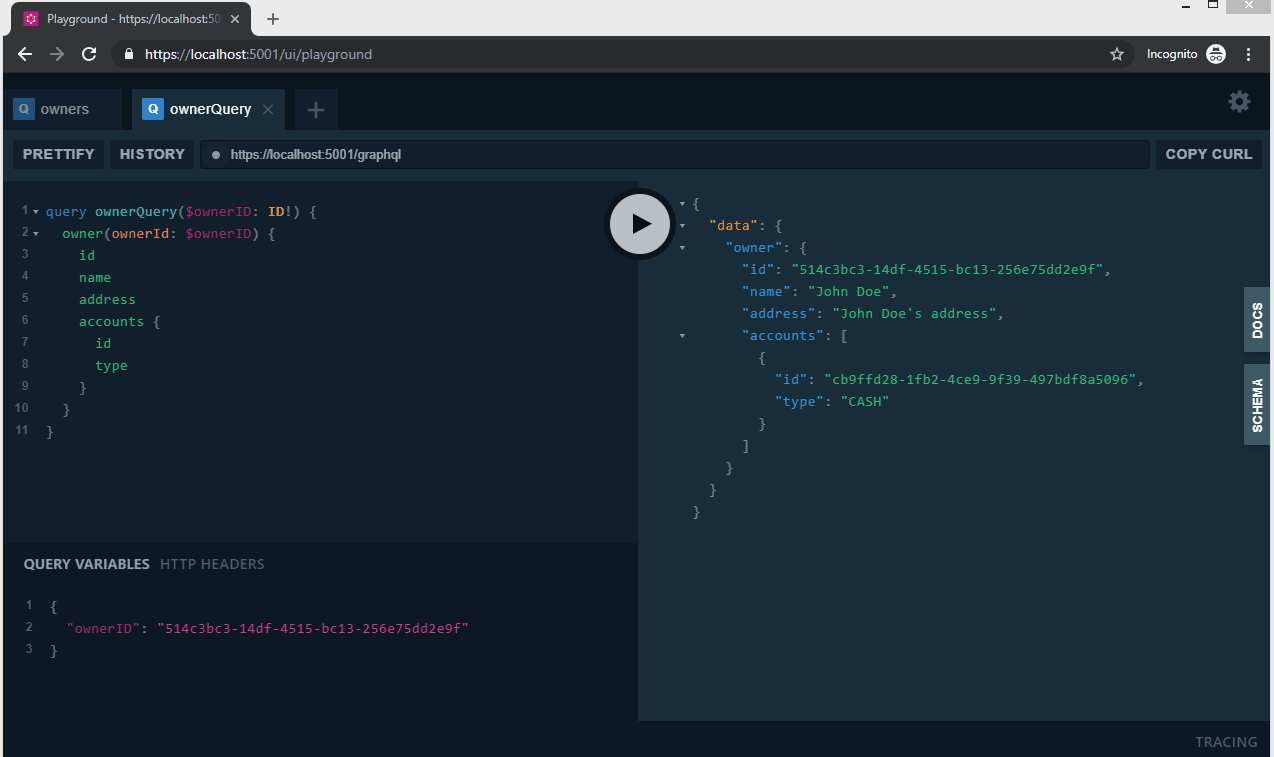 Playground - https://localhost:50
https://localhost:5001/ui/playground
Incognito
Q owners
Q ownerQuery
PRETTIFY
HISTORY
https://localhost:5001/graphql
COPY CURL
1 query ownerQuery($ownerID: ID!) {
2 owner(ownerId: $ownerID) {
3 id
4 name
5 address
6 accounts {
7 id
8 type
9 }
10 }
11 }
{
"data": {
"owner": {
"id": "514c3bc3-14df-4515-bc13-256e75dd2e9f",
"name": "John Doe",
"address": "John Doe's address",
"accounts": [
{
"id": "cb9ffd28-1fb2-4ce9-9f39-497bdf8a5096",
"type": "CASH"
}
]
}
}
}
DOCS
SCHEMA
QUERY VARIABLES HTTP HEADERS
1 {
2 "ownerID": "514c3bc3-14df-4515-bc13-256e75dd2e9f"
3 }
TRACING